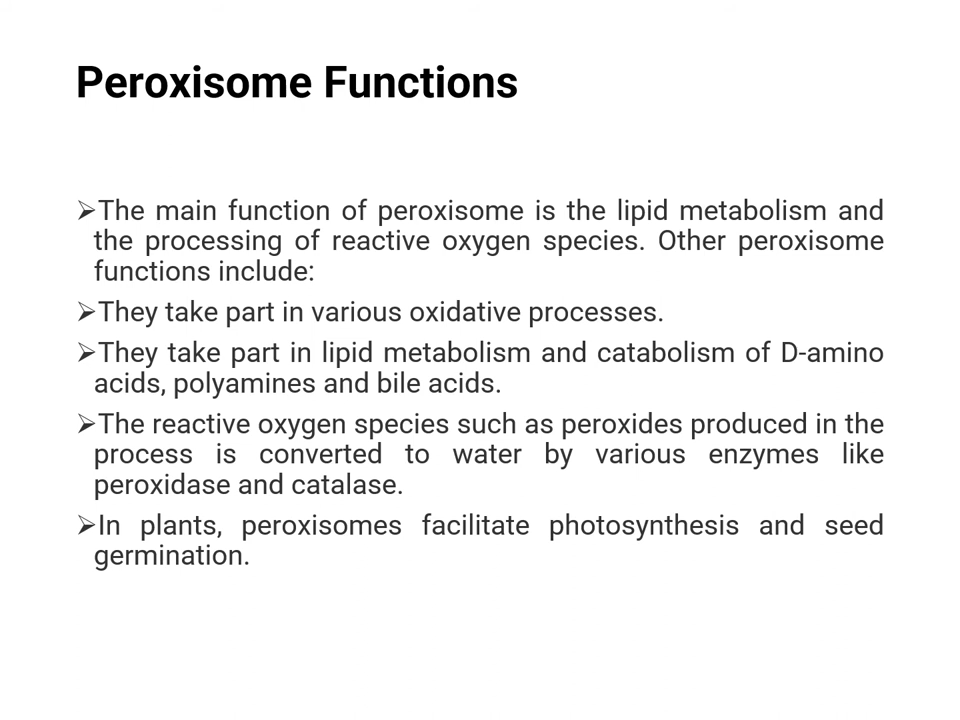 Peroxisome Functions
➢The main function of peroxisome is the lipid metabolism and
the processing of reactive oxygen species. Other peroxisome
functions include:
➢They take part in various oxidative processes.
➢They take part in lipid metabolism and catabolism of D-amino
acids, polyamines and bile acids.
➢The reactive oxygen species such as peroxides produced in the
process is converted to water by various enzymes like
peroxidase and catalase.
➢In plants, peroxisomes facilitate photosynthesis and seed
germination.